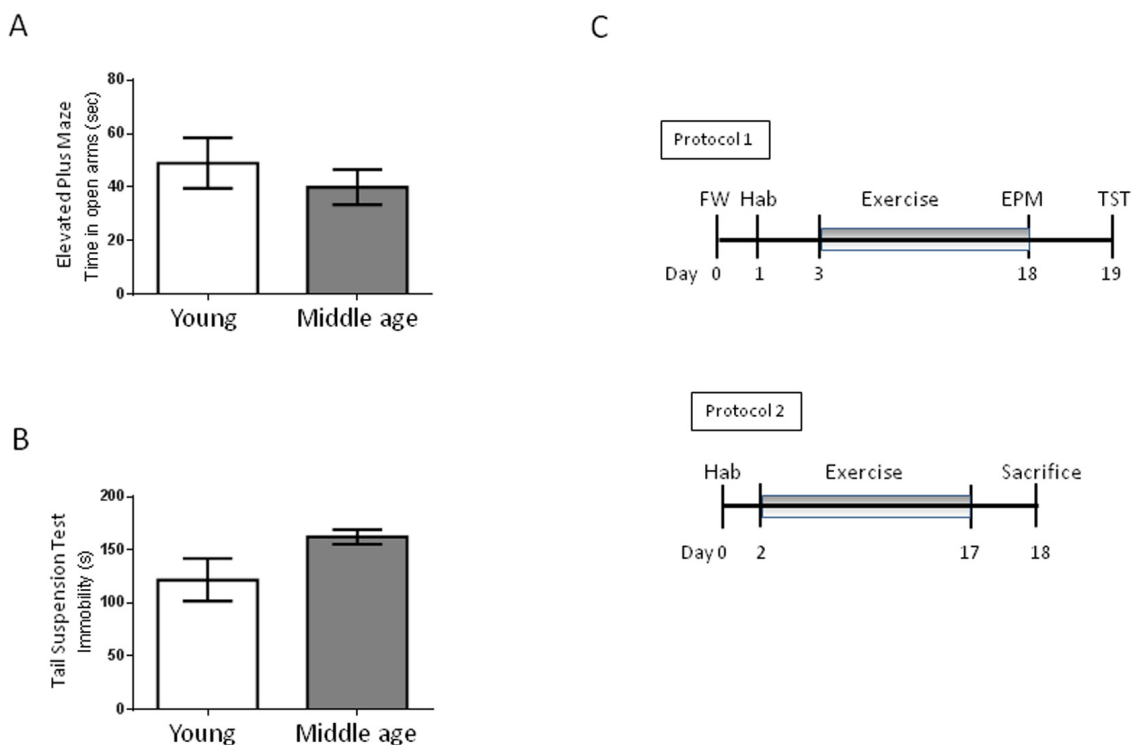 A
Elevated Plus Maze
Time in open arms (sec)
80
60
40
20
0
Young Middle age
B
Tail Suspension Test
Immobility (s)
200
150
100
50
0
Young Middle age
C
Protocol 1
FW Hab Exercise EPM TST
Day 0 1 3 18 19
Protocol 2
Hab Exercise Sacrifice
Day 0 2 17 18